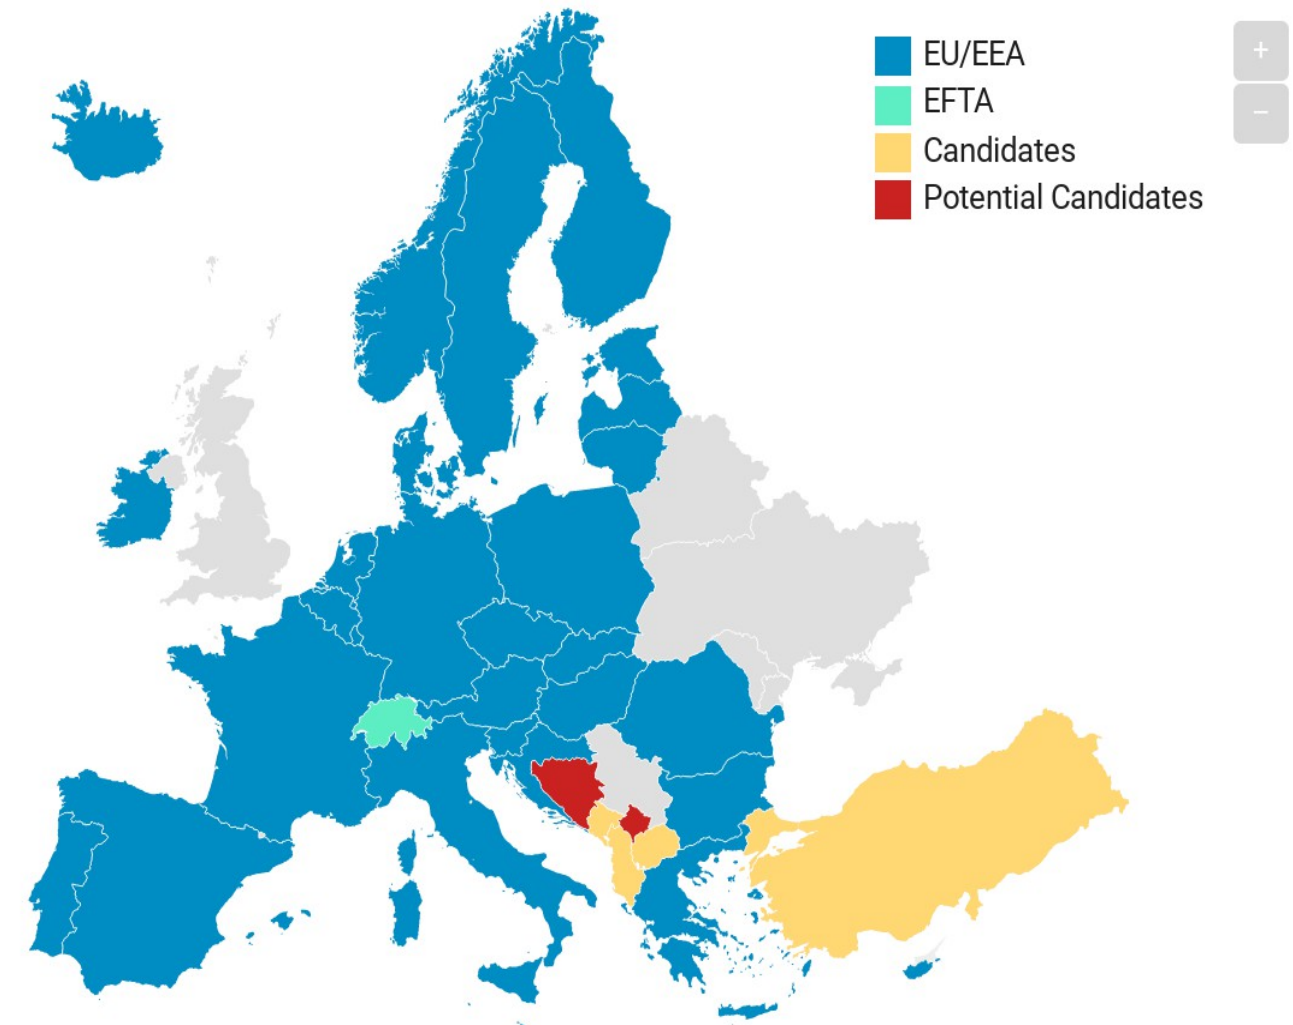 EU/EEA
EFTA
Candidates
Potential Candidates
+
−